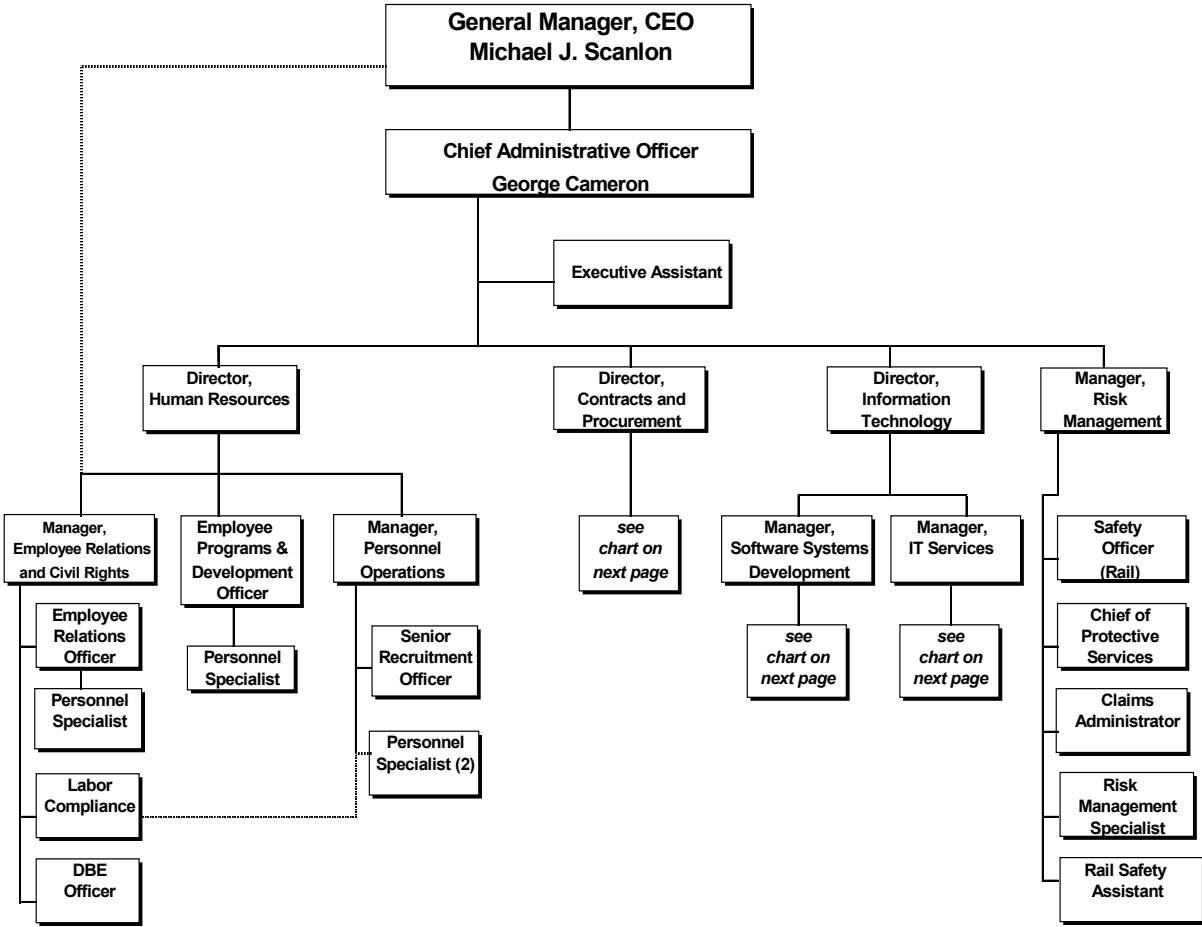 General Manager, CEO
Michael J. Scanlon
Chief Administrative Officer
George Cameron
Executive Assistant
Director,
Human Resources
Director,
Contracts and
Procurement
Director,
Information
Technology
Manager,
Risk
Management
Manager,
Employee Relations
and Civil Rights
Employee
Programs &
Development
Officer
Manager,
Personnel
Operations
see
chart on
next page
Manager,
Software Systems
Development
Manager,
IT Services
Safety
Officer
(Rail)
Employee
Relations
Officer
Personnel
Specialist
Senior
Recruitment
Officer
see
chart on
next page
see
chart on
next page
Chief of
Protective
Services
Personnel
Specialist
Claims
Administrator
Personnel
Specialist (2)
Labor
Compliance
Risk
Management
Specialist
DBE
Officer
Rail Safety
Assistant